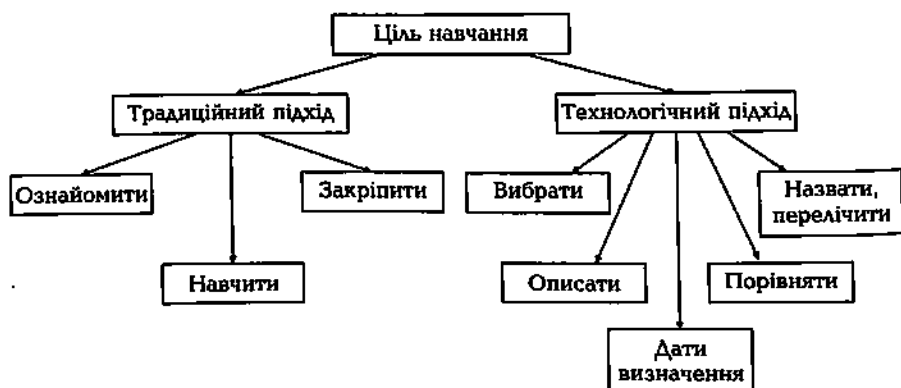 Ціль навчання
Традиційний підхід
Технологічний підхід
Ознайомити
Закріпити
Вибрати
Назвати,
перелічити
Навчити
Описати
Порівняти
Дати
визначення